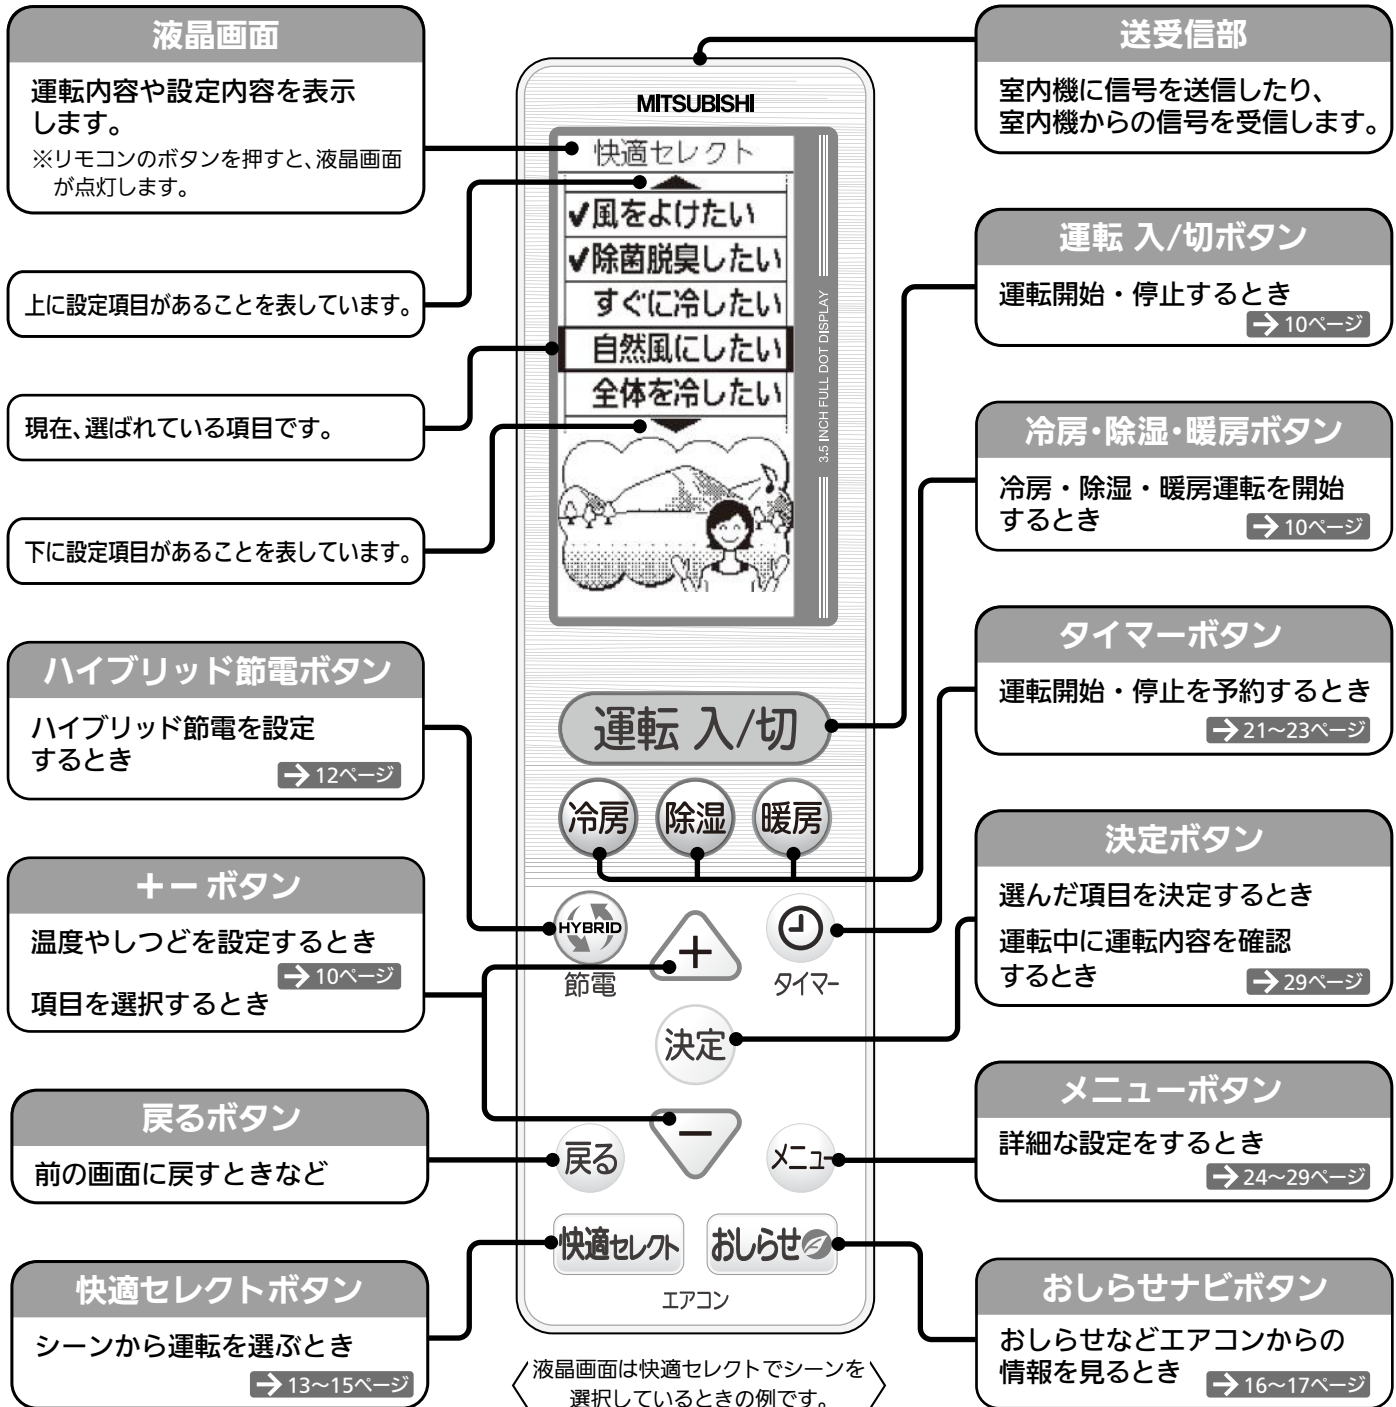 液晶画面
運転内容や設定内容を表示
します。
※リモコンのボタンを押すと、液晶画面
が点灯します。
上に設定項目があることを表しています。
現在、選ばれている項目です。
下に設定項目があることを表しています。
ハイブリッド節電ボタン
ハイブリッド節電を設定
するとき
→12ページ
＋－ボタン
温度やしつどを設定するとき
→10ページ
項目を選択するとき
戻るボタン
前の画面に戻すときなど
快適セレクトボタン
シーンから運転を選ぶとき
→13～15ページ
MITSUBISHI
快適セレクト
✓風をよけたい
✓除菌脱臭したい
すぐに冷したい
自然風にしたい
全体を冷したい
3.5 INCH FULL DOT DISPLAY
運転 入/切
冷房 除湿 暖房
HYBRID
節電
＋
タイマー
決定
戻る
－
メニュー
快適セレクト おしらせ
エアコン
液晶画面は快適セレクトでシーンを
選択しているときの例です。
送受信部
室内機に信号を送信したり、
室内機からの信号を受信します。
運転 入/切ボタン
運転開始・停止するとき
→10ページ
冷房・除湿・暖房ボタン
冷房・除湿・暖房運転を開始
するとき
→10ページ
タイマーボタン
運転開始・停止を予約するとき
→21～23ページ
決定ボタン
選んだ項目を決定するとき
運転中に運転内容を確認
するとき
→29ページ
メニューボタン
詳細な設定をするとき
→24～29ページ
おしらせナビボタン
おしらせなどエアコンからの
情報を見るとき
→16～17ページ